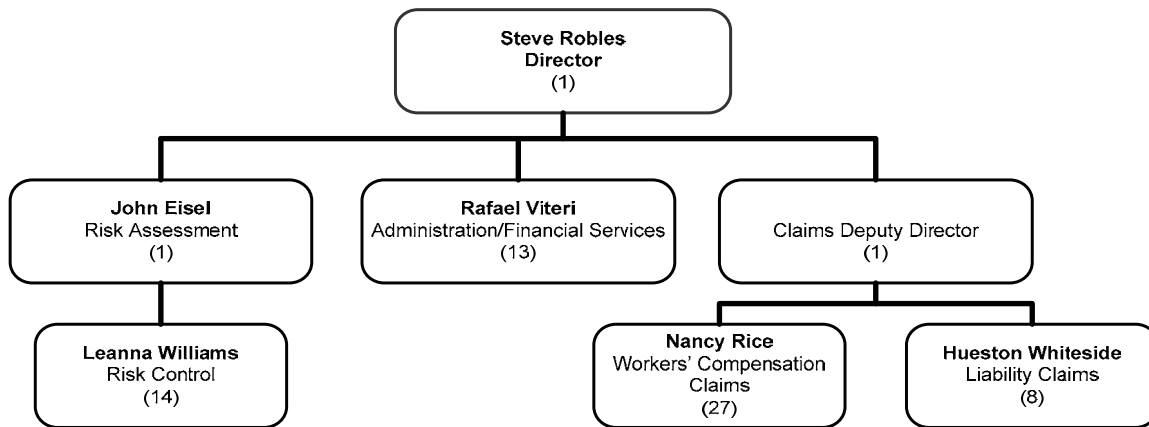 Steve Robles
Director
(1)
John Eisel
Risk Assessment
(1)
Rafael Viteri
Administration/Financial Services
(13)
Claims Deputy Director
(1)
Leanna Williams
Risk Control
(14)
Nancy Rice
Workers' Compensation
Claims
(27)
Hueston Whiteside
Liability Claims
(8)